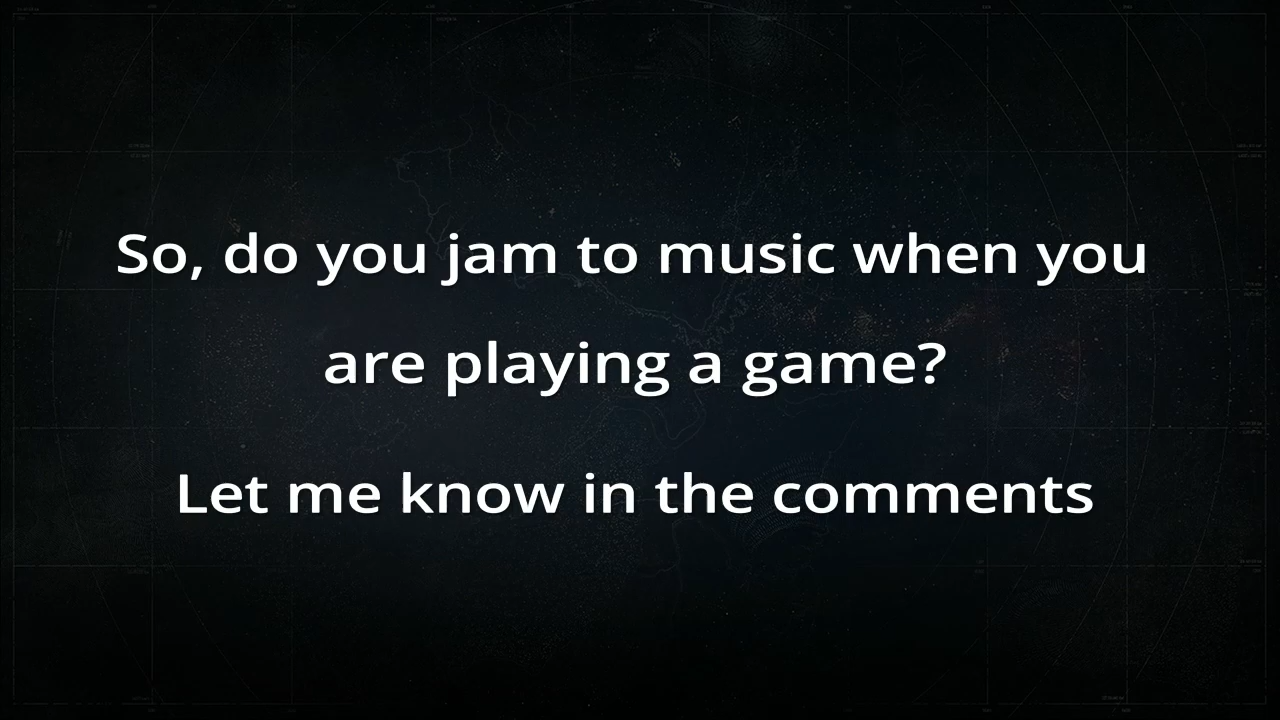 So, do you jam to music when you
are playing a game?
Let me know in the comments